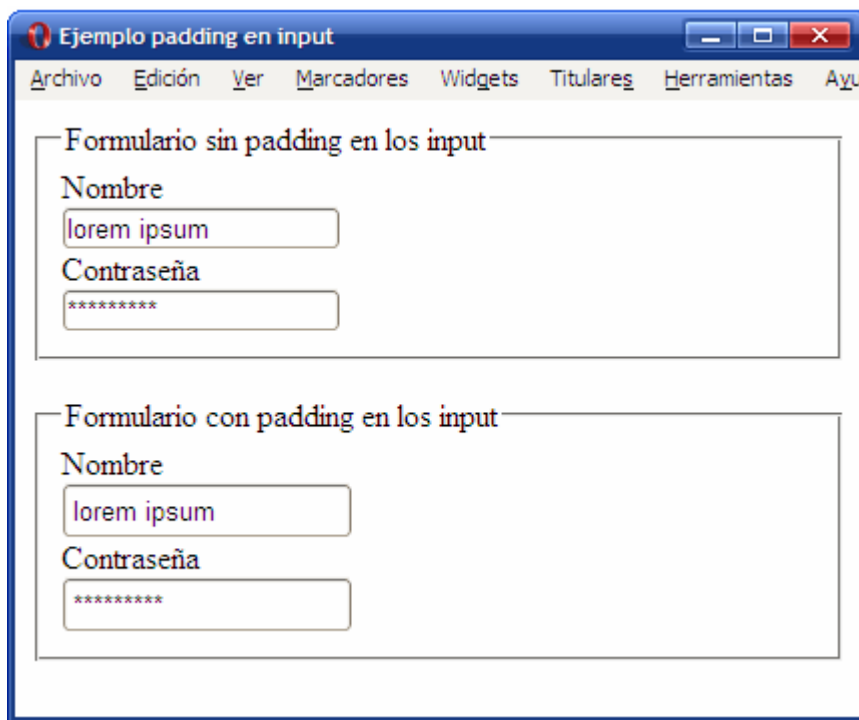 Ejemplo padding en input
Archivo Edición Ver Marcadores Widgets Titulares Herramientas Ayu
Formulario sin padding en los input
Nombre
lorem ipsum
Contraseña
*********
Formulario con padding en los input
Nombre
lorem ipsum
Contraseña
*********